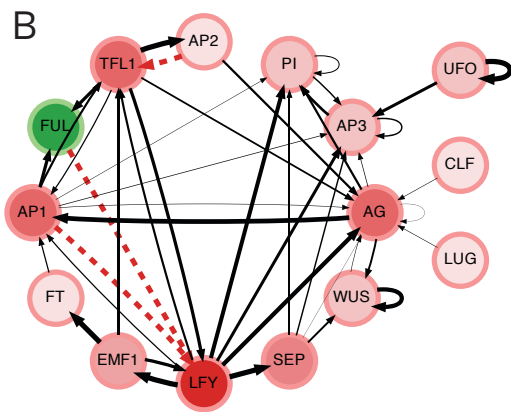 B
AP2
TFL1
PI
UFO
FUL
AP3
CLF
AP1
AG
LUG
FT
WUS
EMF1
LFY
SEP